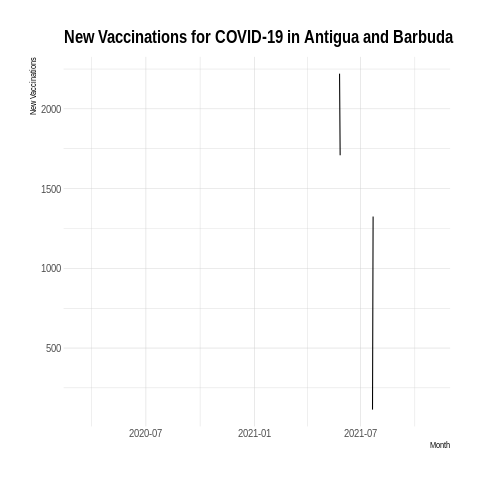 New Vaccinations for COVID-19 in Antigua and Barbuda
New Vaccinations
2000
1500
1000
500
2020-07
2021-01
2021-07
Month